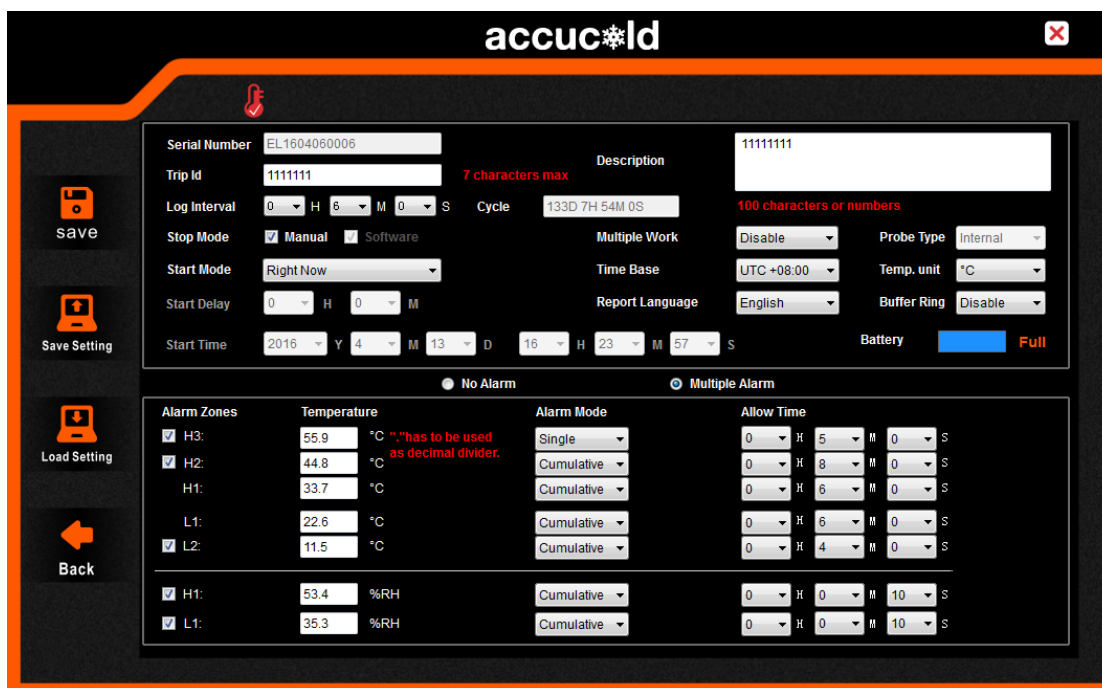 accuc❄ld
Serial Number EL1604060006 Description 11111111
Trip Id 1111111 7 characters max
Log Interval 0 H 6 M 0 S Cycle 133D 7H 54M 0S 100 characters or numbers
save
Stop Mode Manual Software Multiple Work Disable Probe Type Internal
Start Mode Right Now Time Base UTC +08:00 Temp. unit °C
Start Delay 0 H 0 M Report Language English Buffer Ring Disable
Save Setting
Start Time 2016 Y 4 M 13 D 16 H 23 M 57 S Battery Full
No Alarm Multiple Alarm
Alarm Zones Temperature Alarm Mode Allow Time
H3: 55.9 °C "."has to be used Single 0 H 5 M 0 S
as decimal divider.
Load Setting
H2: 44.8 °C Cumulative 0 H 8 M 0 S
H1: 33.7 °C Cumulative 0 H 6 M 0 S
L1: 22.6 °C Cumulative 0 H 6 M 0 S
L2: 11.5 °C Cumulative 0 H 4 M 0 S
Back
H1: 53.4 %RH Cumulative 0 H 0 M 10 S
L1: 35.3 %RH Cumulative 0 H 0 M 10 S